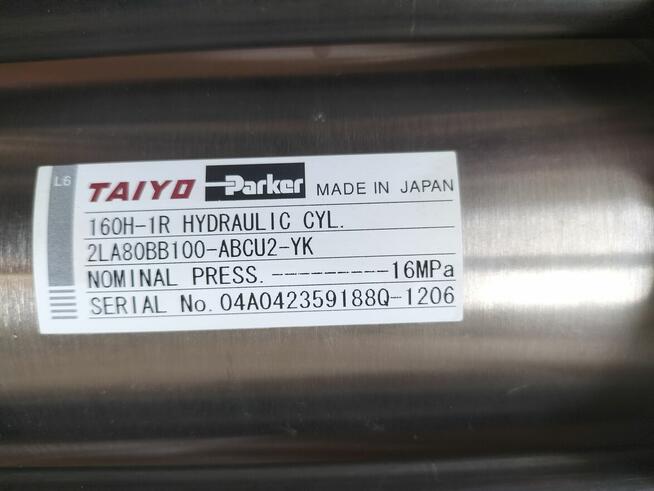 L6
TAIYO Parker MADE IN JAPAN
160H-1R HYDRAULIC CYL.
2LA80BB100-ABCU2-YK
NOMINAL PRESS.---------16MPa
SERIAL No.04A042359188Q-1206